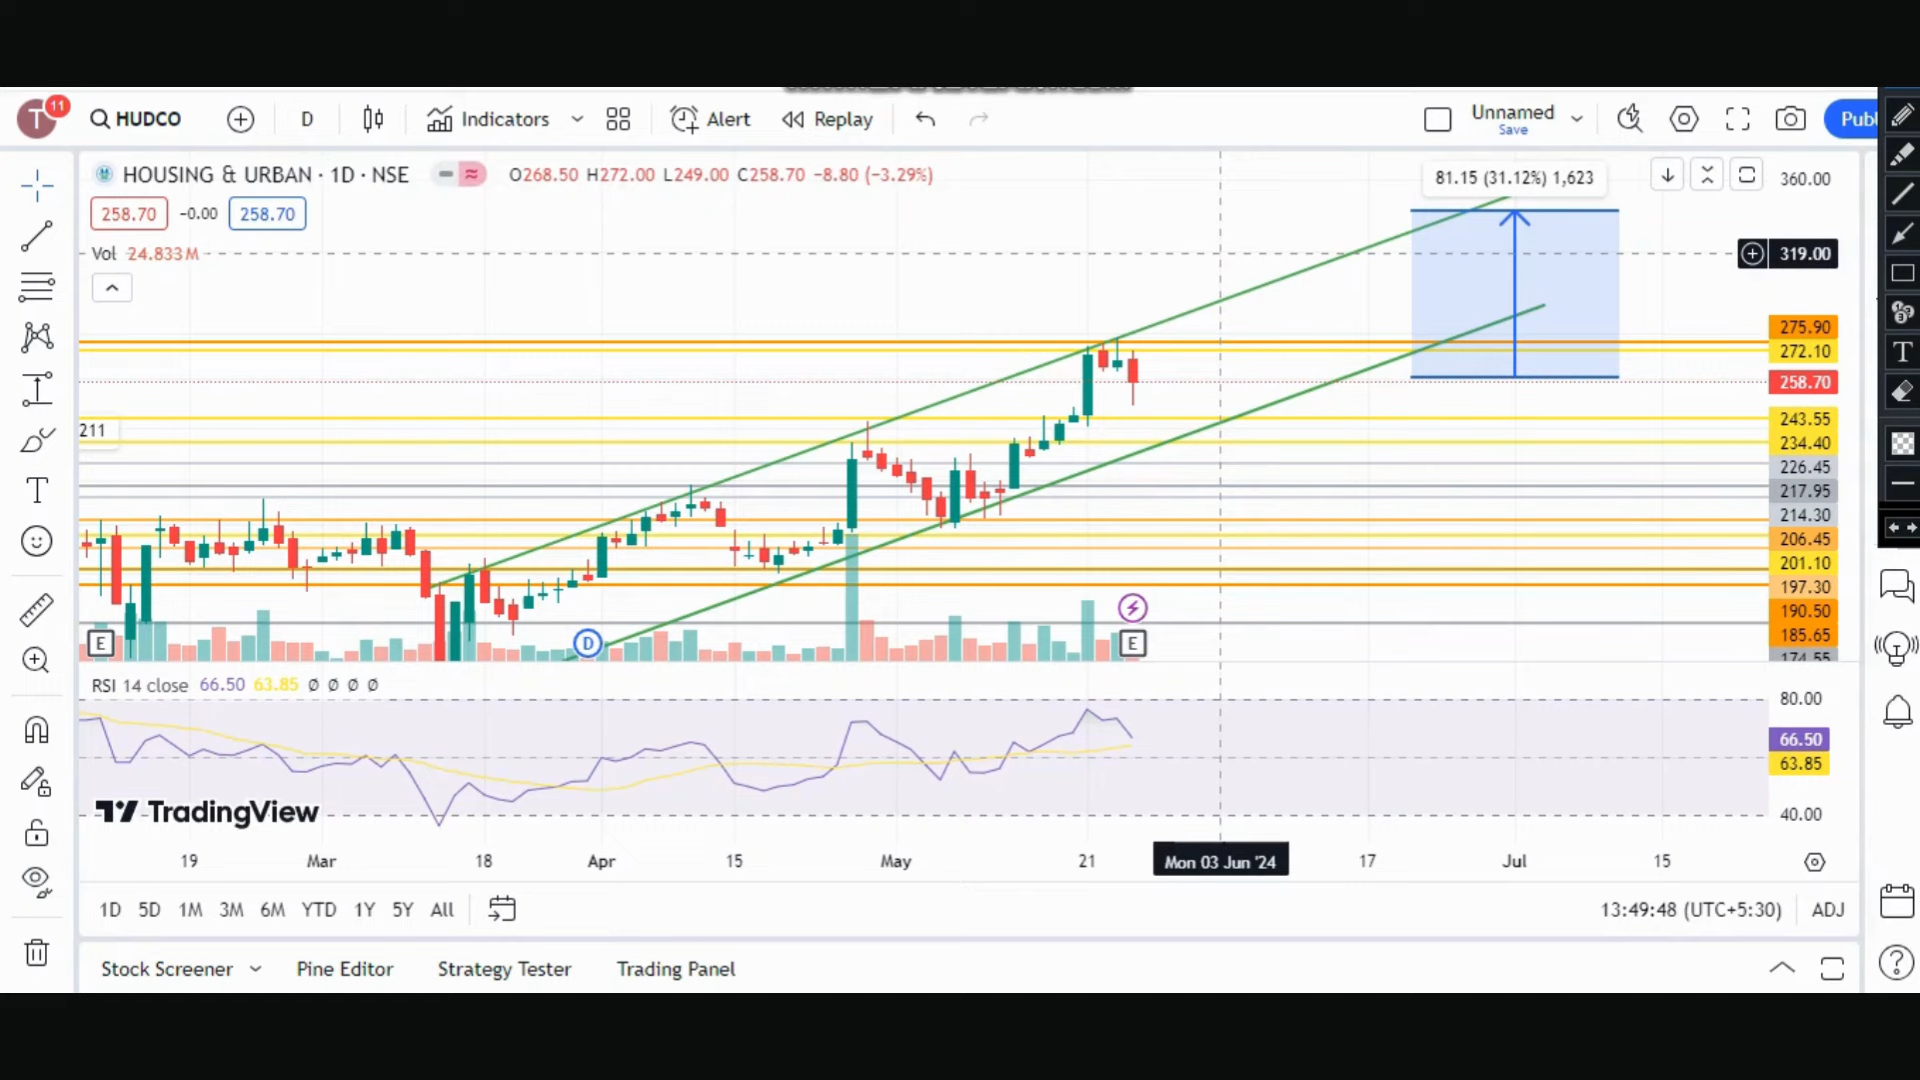 T 11 HUDCO D Indicators Alert Replay Unnamed Save Publ
HOUSING & URBAN · 1D · NSE O268.50 H272.00 L249.00 C258.70 −8.80 (−3.29%)
258.70 −0.00 258.70
Vol 24.833M
81.15 (31.12%) 1,623
360.00
319.00
275.90
272.10
258.70
243.55
211
234.40
226.45
217.95
214.30
206.45
201.10
197.30
190.50
185.65
174.55
E D E
RSI 14 close 66.50 63.85 Ø Ø Ø Ø
80.00
66.50
63.85
40.00
TradingView
19 Mar 18 Apr 15 May 21 Mon 03 Jun '24 17 Jul 15
1D 5D 1M 3M 6M YTD 1Y 5Y All 13:49:48 (UTC+5:30) ADJ
Stock Screener Pine Editor Strategy Tester Trading Panel